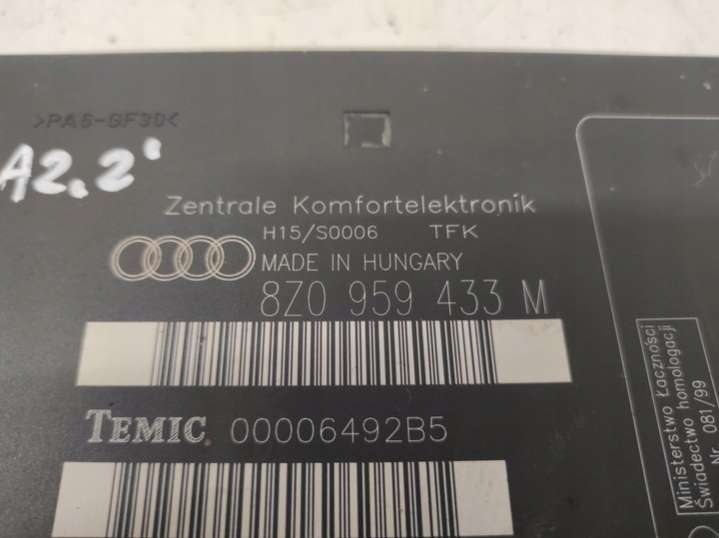 >PA6-GF30<
A2.2'
Zentrale Komfortelektronik
H15/S0006 TFK
MADE IN HUNGARY
8Z0 959 433 M
TEMIC 00006492B5
Ministerstwo Łaczności
Świadectwo homologacji
Nr. 081/99